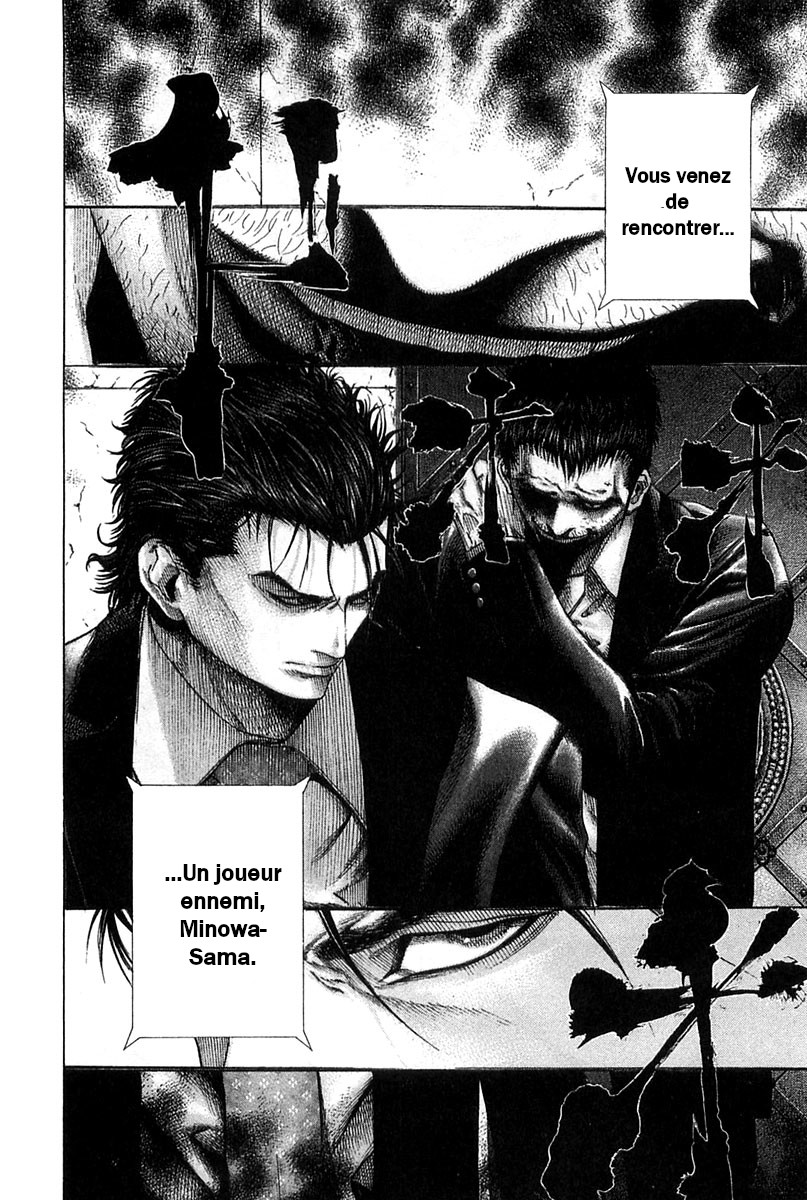 Vous venez
de
rencontrer...
...Un joueur
ennemi,
Minowa-
Sama.